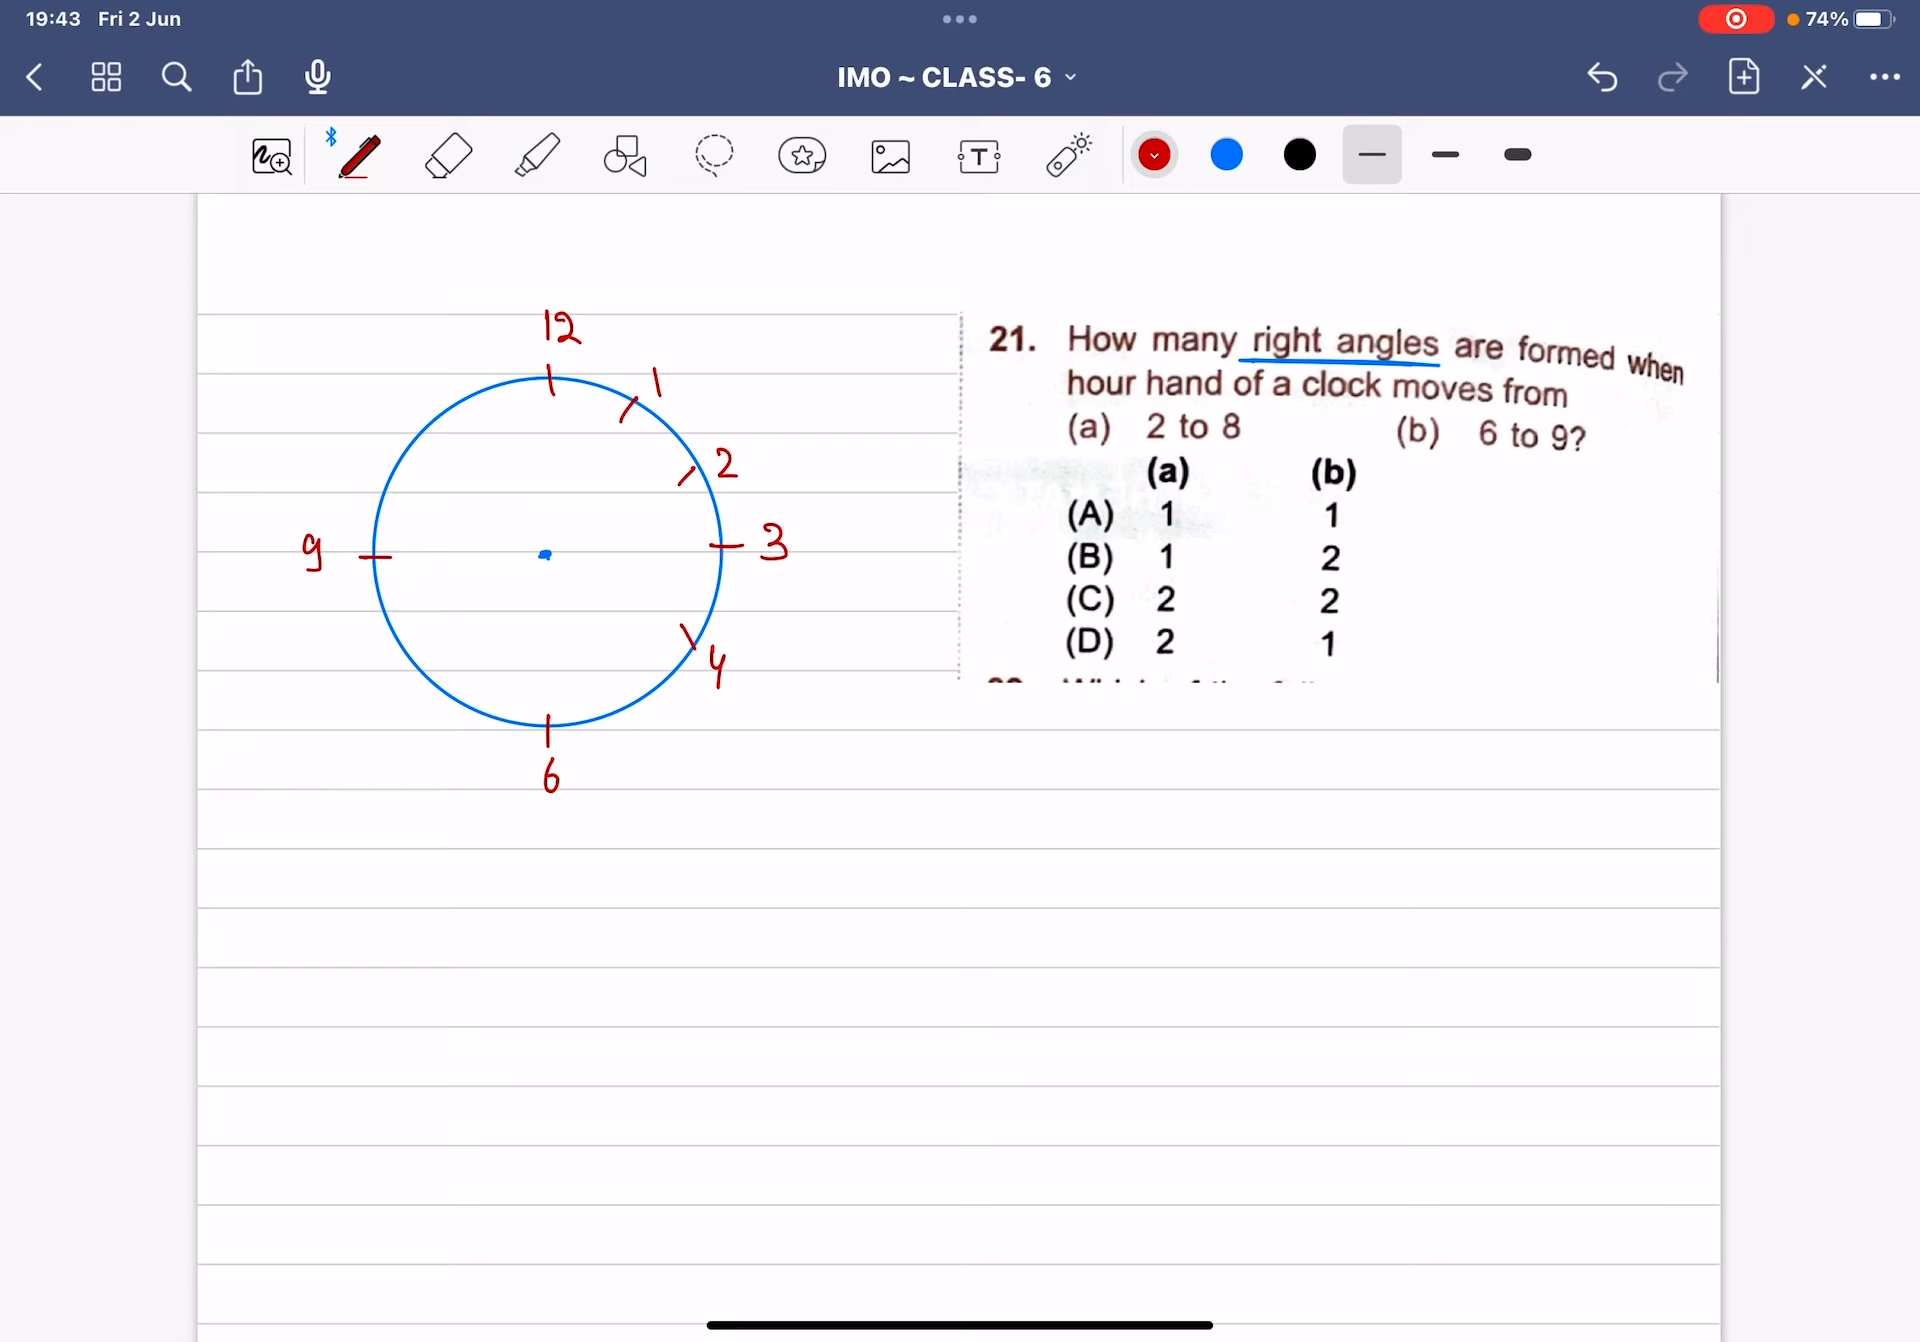 19:43 Fri 2 Jun
74%
IMO ~ CLASS- 6
12
1
2
3
4
6
9
21. How many right angles are formed when
hour hand of a clock moves from
(a) 2 to 8 (b) 6 to 9?
(a) (b)
(A) 1 1
(B) 1 2
(C) 2 2
(D) 2 1